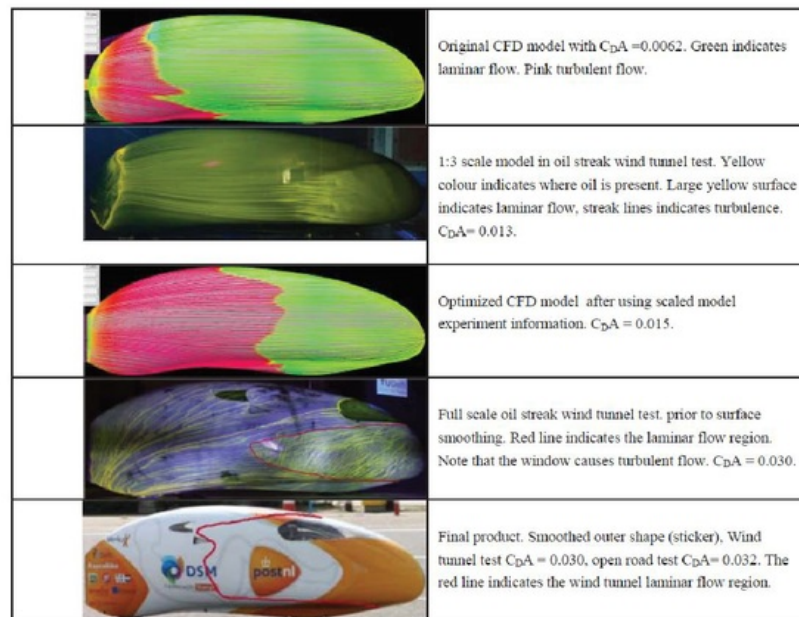 Original CFD model with CDA =0.0062. Green indicates
laminar flow. Pink turbulent flow.
1:3 scale model in oil streak wind tunnel test. Yellow
colour indicates where oil is present. Large yellow surface
indicates laminar flow, streak lines indicates turbulence.
CDA= 0.013.
Optimized CFD model after using scaled model
experiment information. CDA = 0.015.
Full scale oil streak wind tunnel test. prior to surface
smoothing. Red line indicates the laminar flow region.
Note that the window causes turbulent flow. CDA = 0.030.
Final product. Smoothed outer shape (sticker), Wind
tunnel test CDA = 0.030, open road test CDA= 0.032. The
red line indicates the wind tunnel laminar flow region.
DSM
postnl